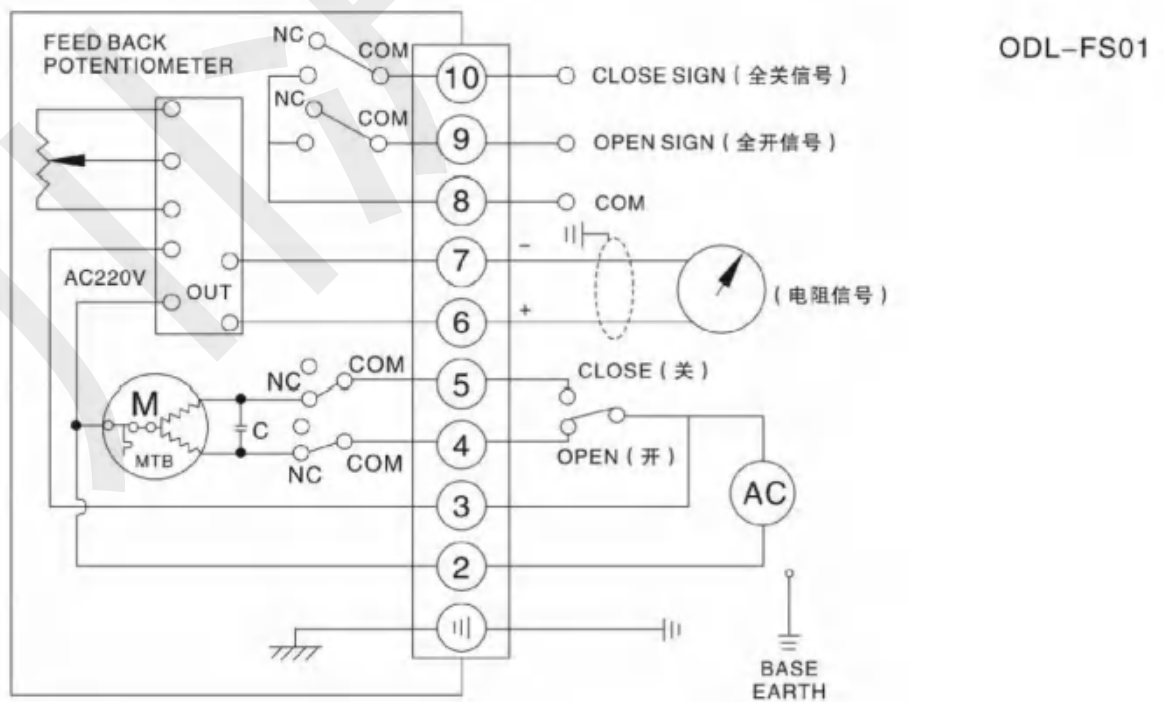 ODL-FS01
FEED BACK
POTENTIOMETER
NC
COM
10
CLOSE SIGN ( 全关信号 )
NC
COM
9
OPEN SIGN ( 全开信号 )
8
COM
AC220V
OUT
7
-
6
+
( 电阻信号 )
M
MTB
C
NC
COM
5
CLOSE ( 关 )
NC
COM
4
OPEN ( 开 )
3
AC
2
BASE
EARTH